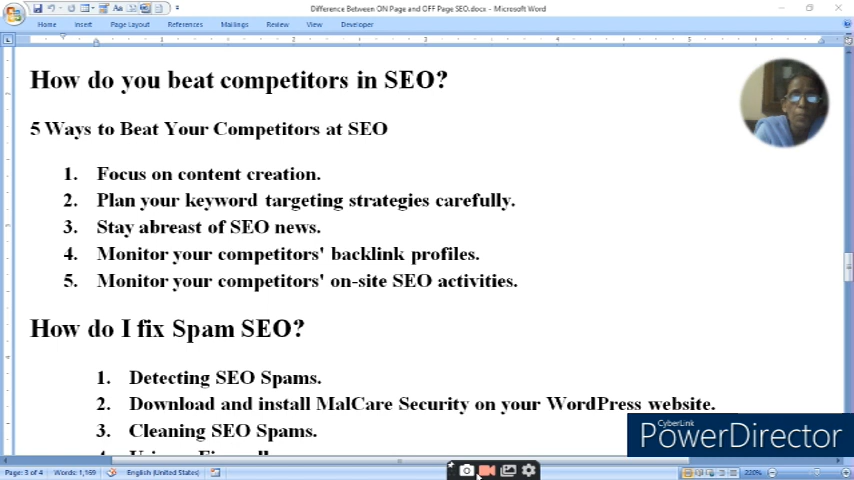 Difference Between ON Page and OFF Page SEO.docx - Microsoft Word
Home Insert Page Layout References Mailings Review View Developer
How do you beat competitors in SEO?
5 Ways to Beat Your Competitors at SEO
1. Focus on content creation.
2. Plan your keyword targeting strategies carefully.
3. Stay abreast of SEO news.
4. Monitor your competitors' backlink profiles.
5. Monitor your competitors' on-site SEO activities.
How do I fix Spam SEO?
1. Detecting SEO Spams.
2. Download and install MalCare Security on your WordPress website.
3. Cleaning SEO Spams.
CyberLink
PowerDirector
Page: 3 of 4 Words: 1,169 English (United States) 220%